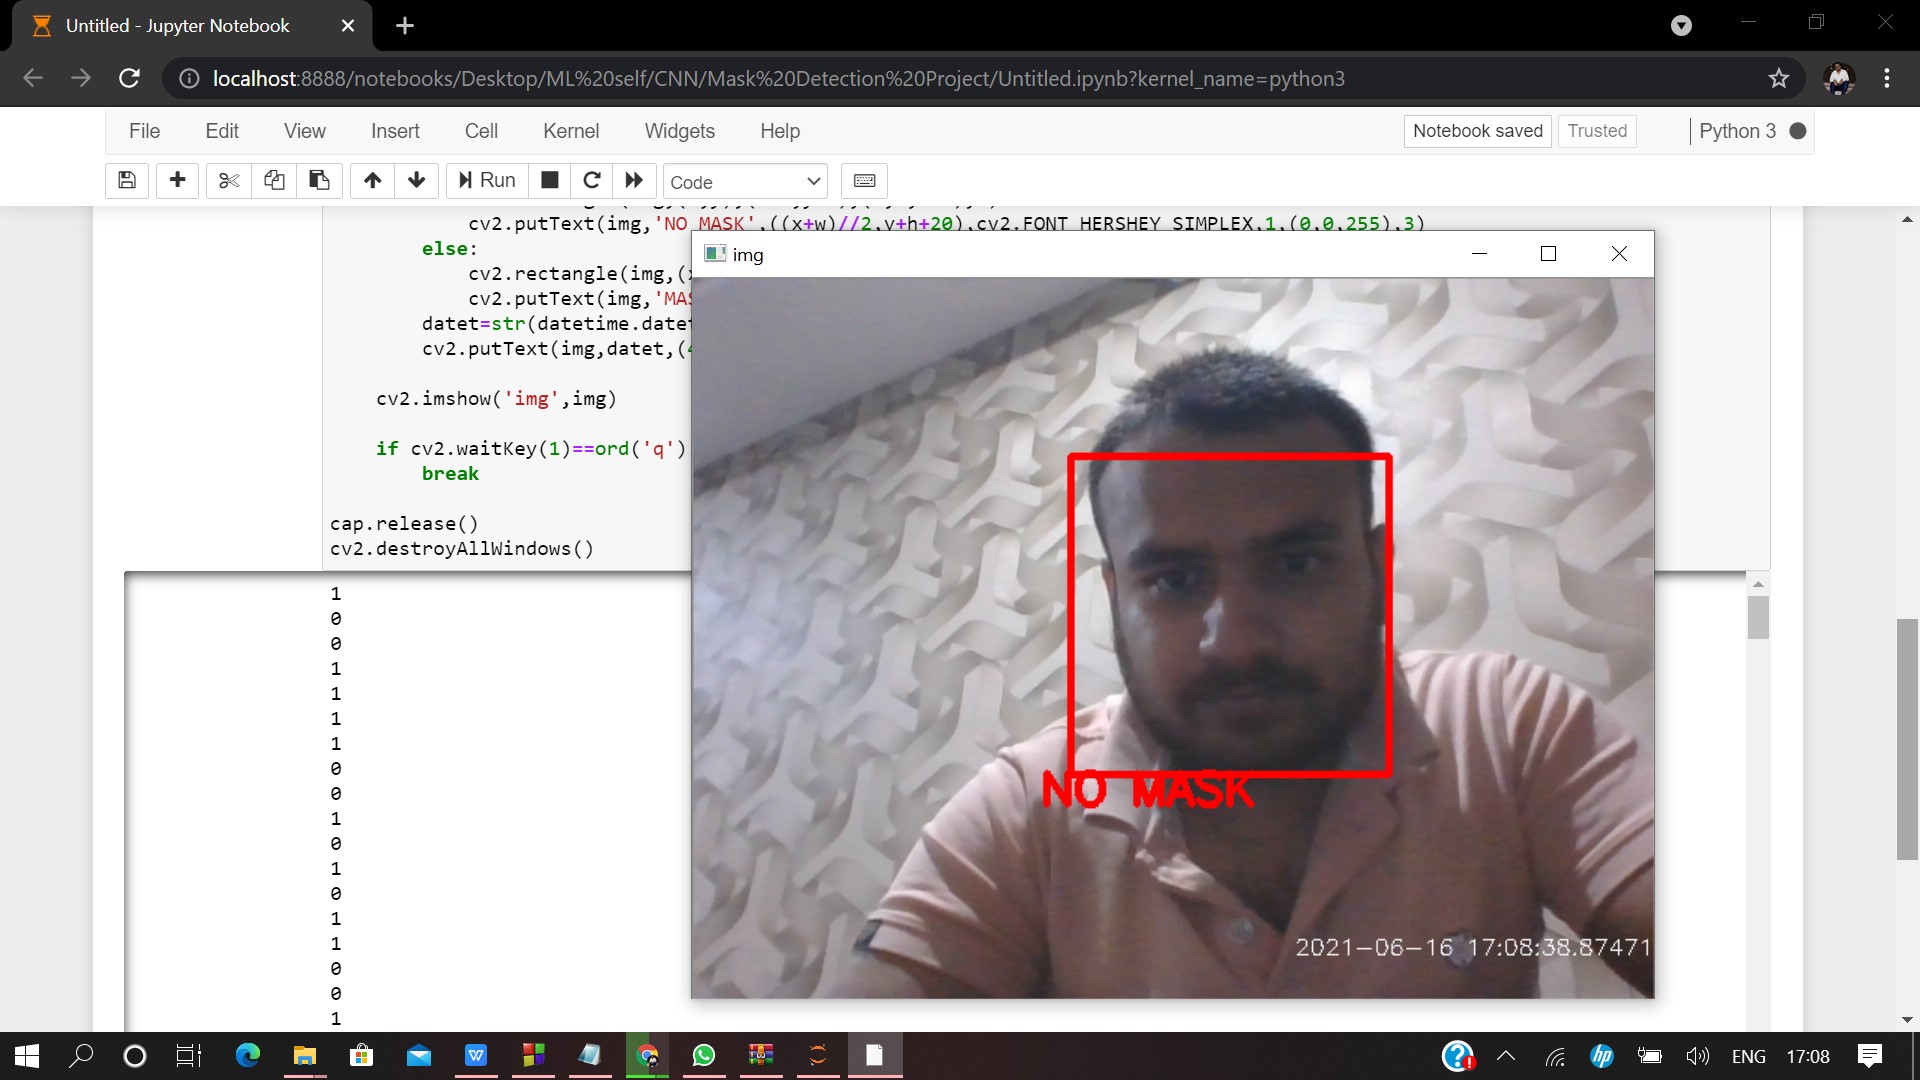 Untitled - Jupyter Notebook
localhost:8888/notebooks/Desktop/ML%20self/CNN/Mask%20Detection%20Project/Untitled.ipynb?kernel_name=python3
File Edit View Insert Cell Kernel Widgets Help
Notebook saved Trusted Python 3
Run Code
cv2.putText(img,'NO MASK',((x+w)//2,y+h+20),cv2.FONT_HERSHEY_SIMPLEX,1,(0,0,255),3)
else:
cv2.rectangle(img,(
cv2.putText(img,'MAS
datet=str(datetime.datet
cv2.putText(img,datet,(4
cv2.imshow('img',img)
if cv2.waitKey(1)==ord('q')
break
cap.release()
cv2.destroyAllWindows()
1
0
0
1
1
1
1
0
0
1
0
1
0
1
1
0
0
1
img
NO MASK
2021-06-16 17:08:38.87471
ENG 17:08